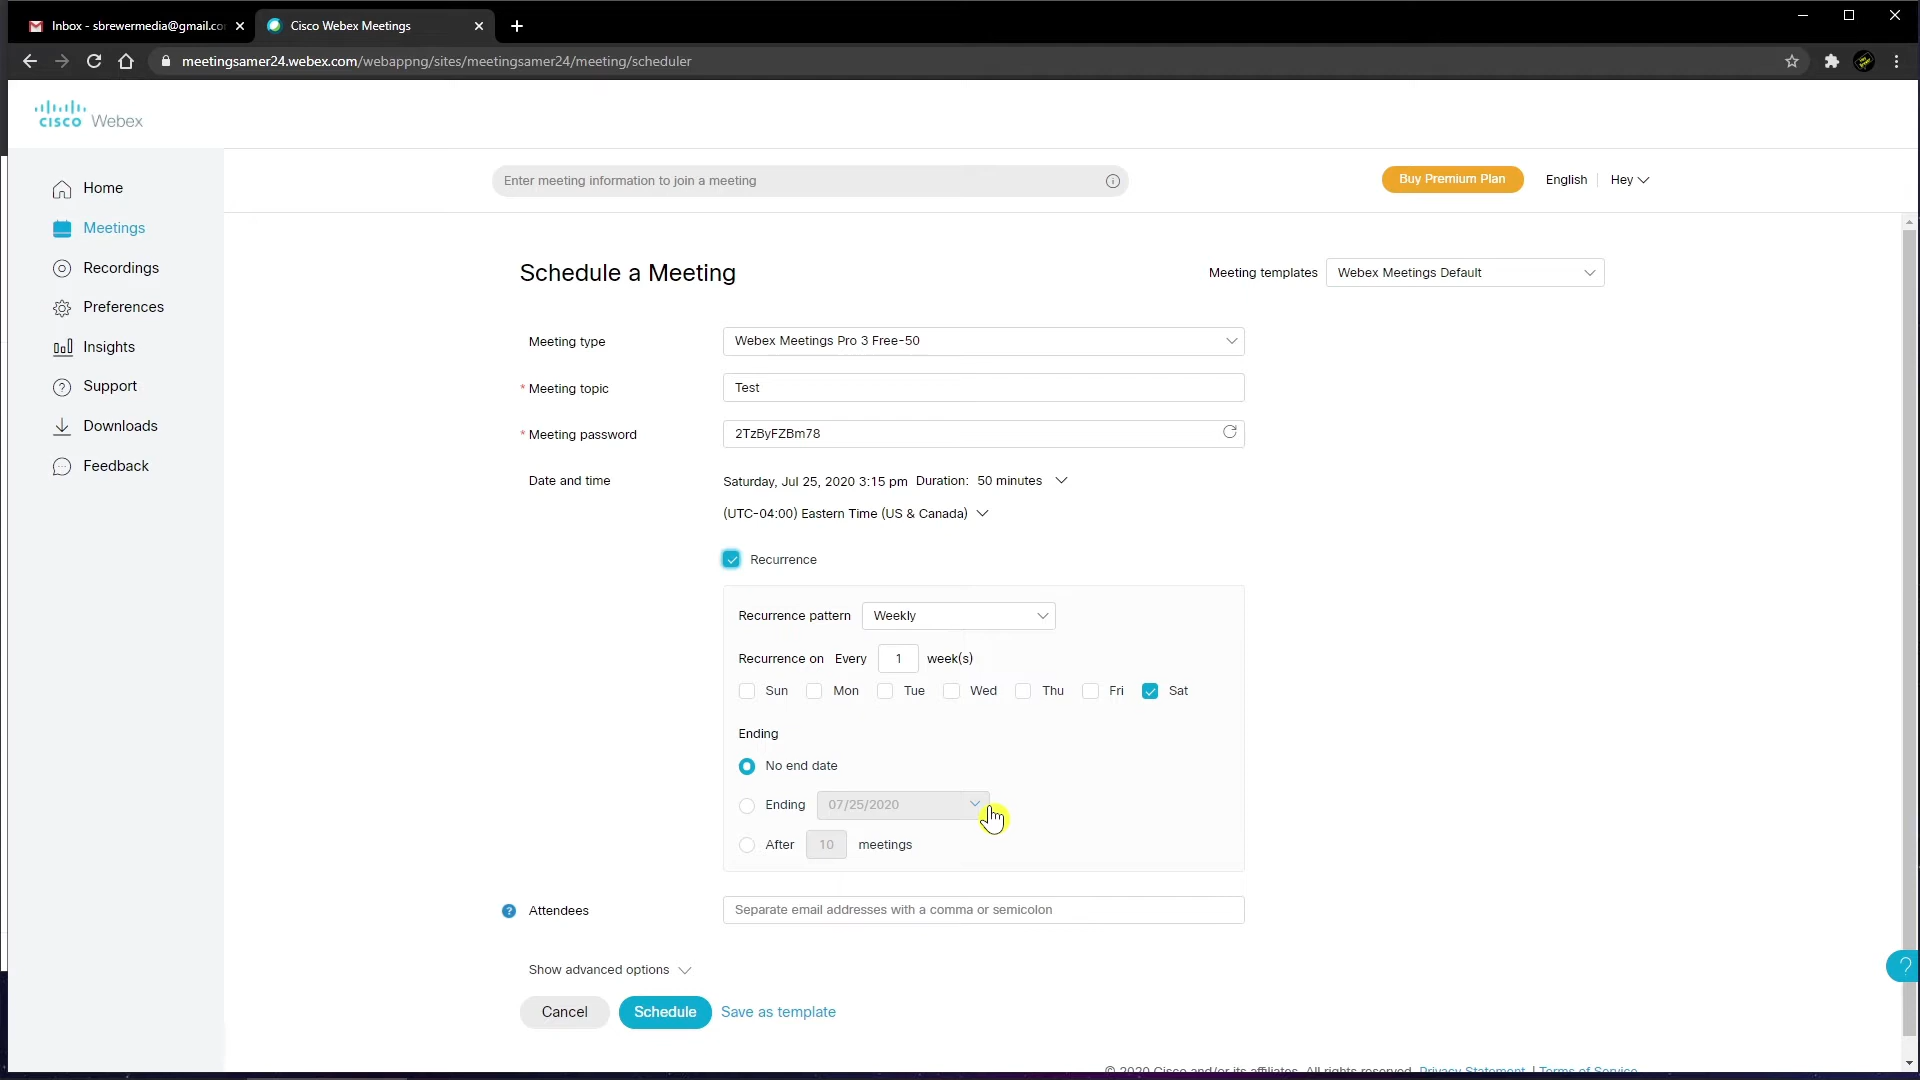 Inbox - sbrewermedia@gmail.co
Cisco Webex Meetings
meetingsamer24.webex.com/webappng/sites/meetingsamer24/meeting/scheduler
cisco Webex
Home
Meetings
Recordings
Preferences
Insights
Support
Downloads
Feedback
Enter meeting information to join a meeting
Buy Premium Plan
English
Hey
Schedule a Meeting
Meeting templates Webex Meetings Default
Meeting type Webex Meetings Pro 3 Free-50
* Meeting topic Test
* Meeting password 2TzByFZBm78
Date and time Saturday, Jul 25, 2020 3:15 pm Duration: 50 minutes
(UTC-04:00) Eastern Time (US & Canada)
Recurrence
Recurrence pattern Weekly
Recurrence on Every 1 week(s)
Sun Mon Tue Wed Thu Fri Sat
Ending
No end date
Ending 07/25/2020
After 10 meetings
? Attendees Separate email addresses with a comma or semicolon
Show advanced options
Cancel Schedule Save as template
?
© 2020 Cisco and/or its affiliates. All rights reserved. Privacy Statement | Terms of Service